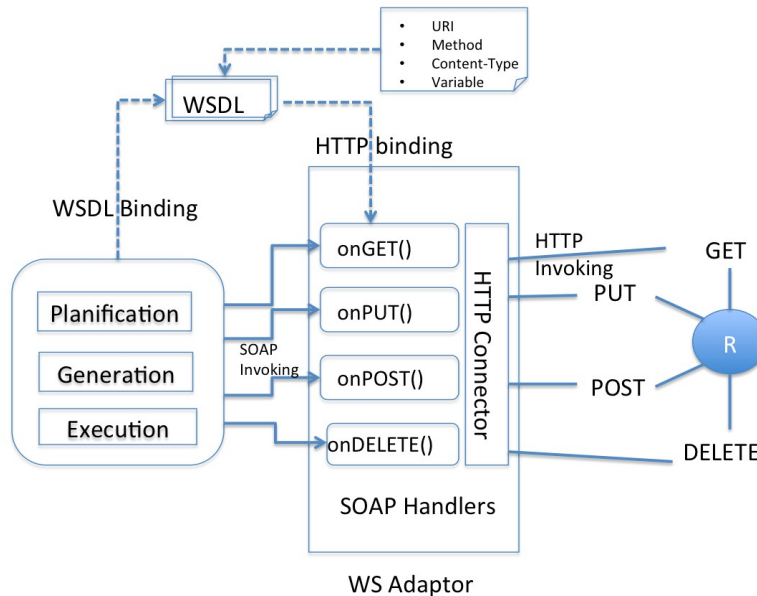 • URI
• Method
• Content-Type
• Variable
WSDL
HTTP binding
WSDL Binding
onGET()
HTTP
Invoking
GET
Planification
onPUT()
PUT
SOAP
Invoking
HTTP Connector
R
Generation
onPOST()
POST
Execution
onDELETE()
DELETE
SOAP Handlers
WS Adaptor